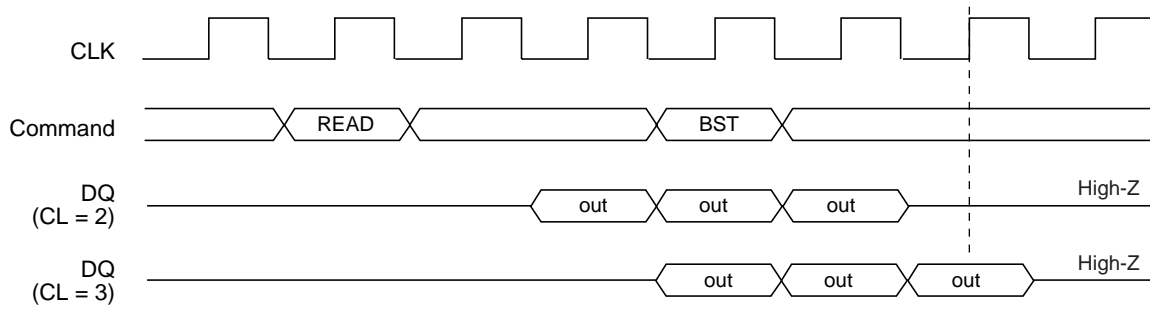 CLK
Command
READ
BST
DQ
(CL = 2)
out
out
out
High-Z
DQ
(CL = 3)
out
out
out
High-Z